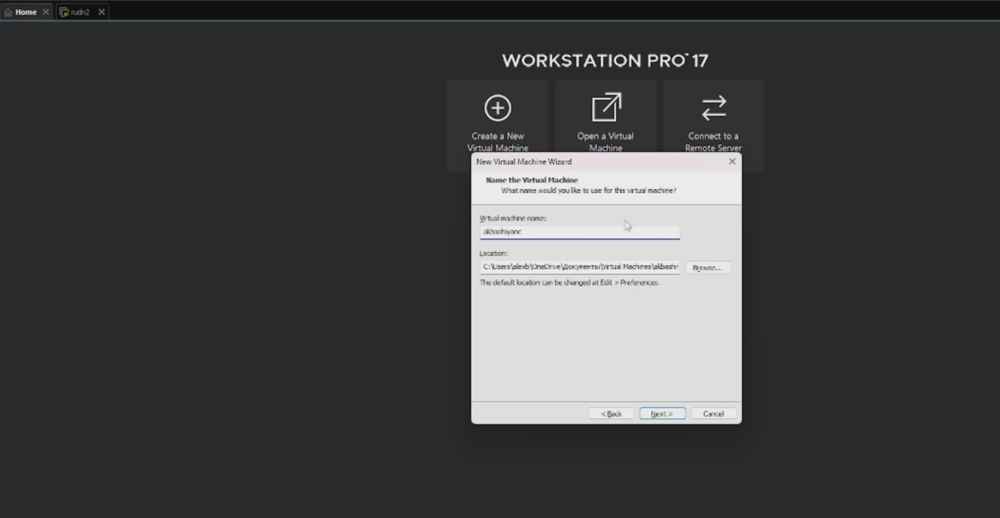 Home
rudn2
WORKSTATION PRO™ 17
Create a New
Virtual Machine
Open a Virtual
Machine
Connect to a
Remote Server
New Virtual Machine Wizard
Name the Virtual Machine
What name would you like to use for this virtual machine?
Virtual machine name:
akbashiyanc
Location:
C:\Users\alexb\OneDrive\Документы\Virtual Machines\akbashi
Browse...
The default location can be changed at Edit > Preferences.
< Back
Next >
Cancel